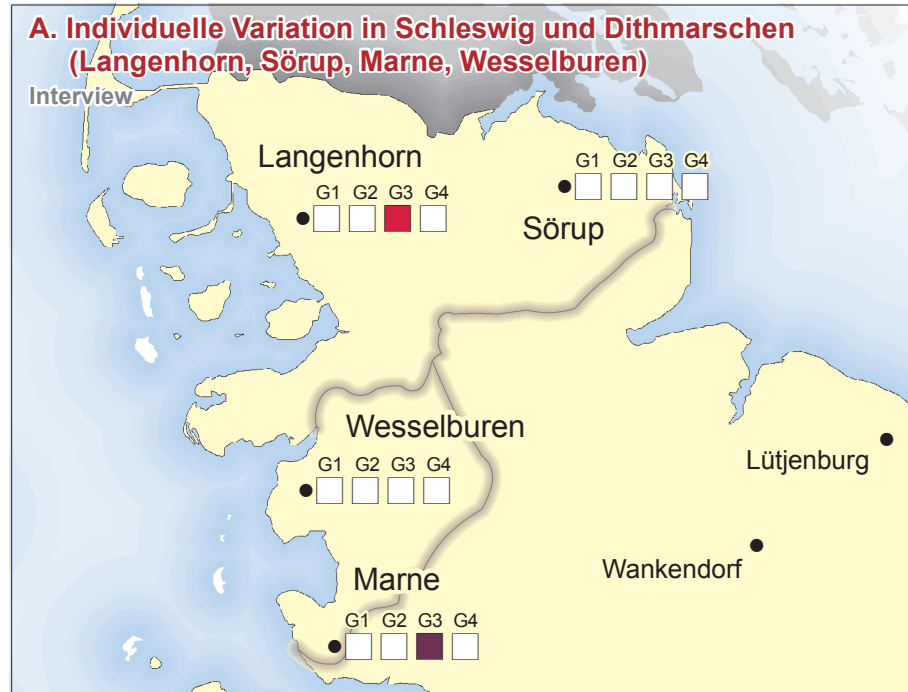 A. Individuelle Variation in Schleswig und Dithmarschen
(Langenhorn, Sörup, Marne, Wesselburen)
Interview
Langenhorn
G1 G2 G3 G4
G1 G2 G3 G4
Sörup
Wesselburen
G1 G2 G3 G4
Lütjenburg
Wankendorf
Marne
G1 G2 G3 G4